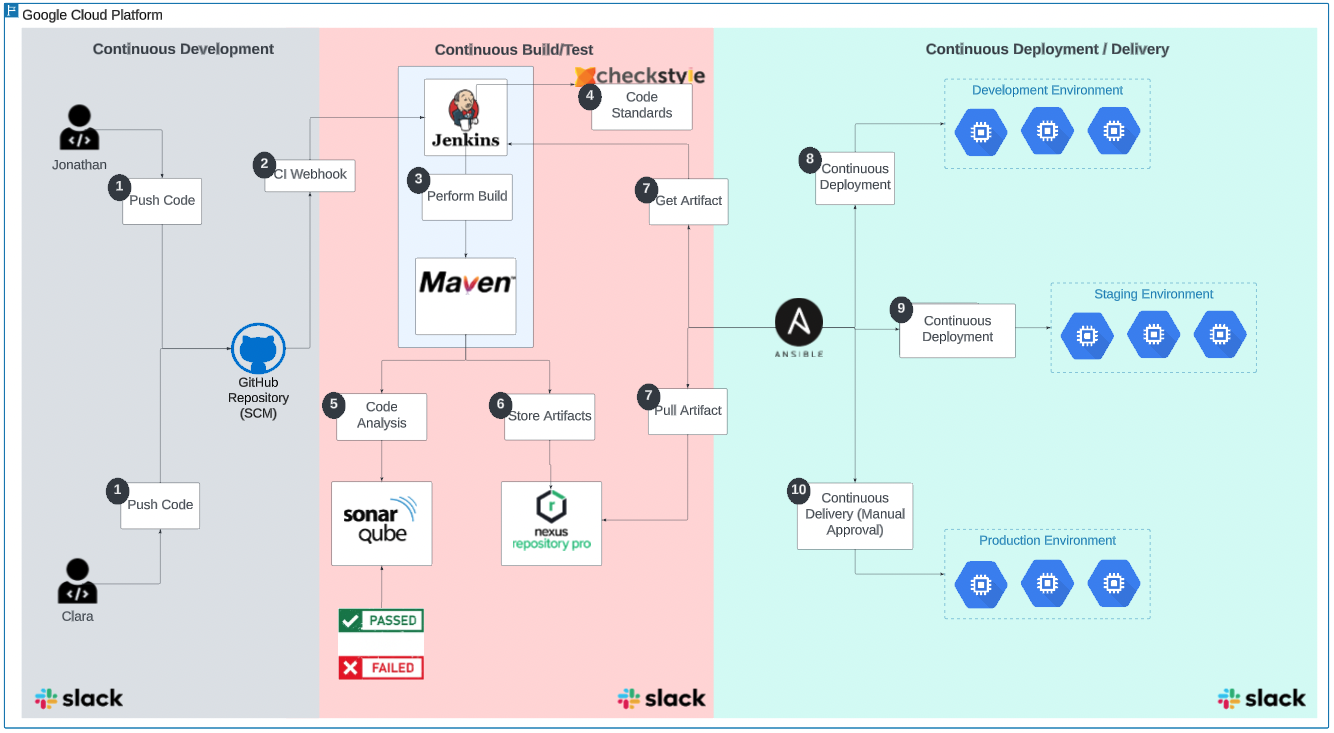 Google Cloud Platform
Continuous Development
Jonathan
1
Push Code
2
CI Webhook
GitHub
Repository
(SCM)
1
Push Code
Clara
slack
Continuous Build/Test
Jenkins
checkstyle
4
Code
Standards
3
Perform Build
Maven™
7
Get Artifact
5
Code
Analysis
6
Store Artifacts
7
Pull Artifact
sonar
qube
nexus
repository pro
PASSED
FAILED
slack
Continuous Deployment / Delivery
Development Environment
8
Continuous
Deployment
Staging Environment
9
Continuous
Deployment
ANSIBLE
10
Continuous
Delivery (Manual
Approval)
Production Environment
slack